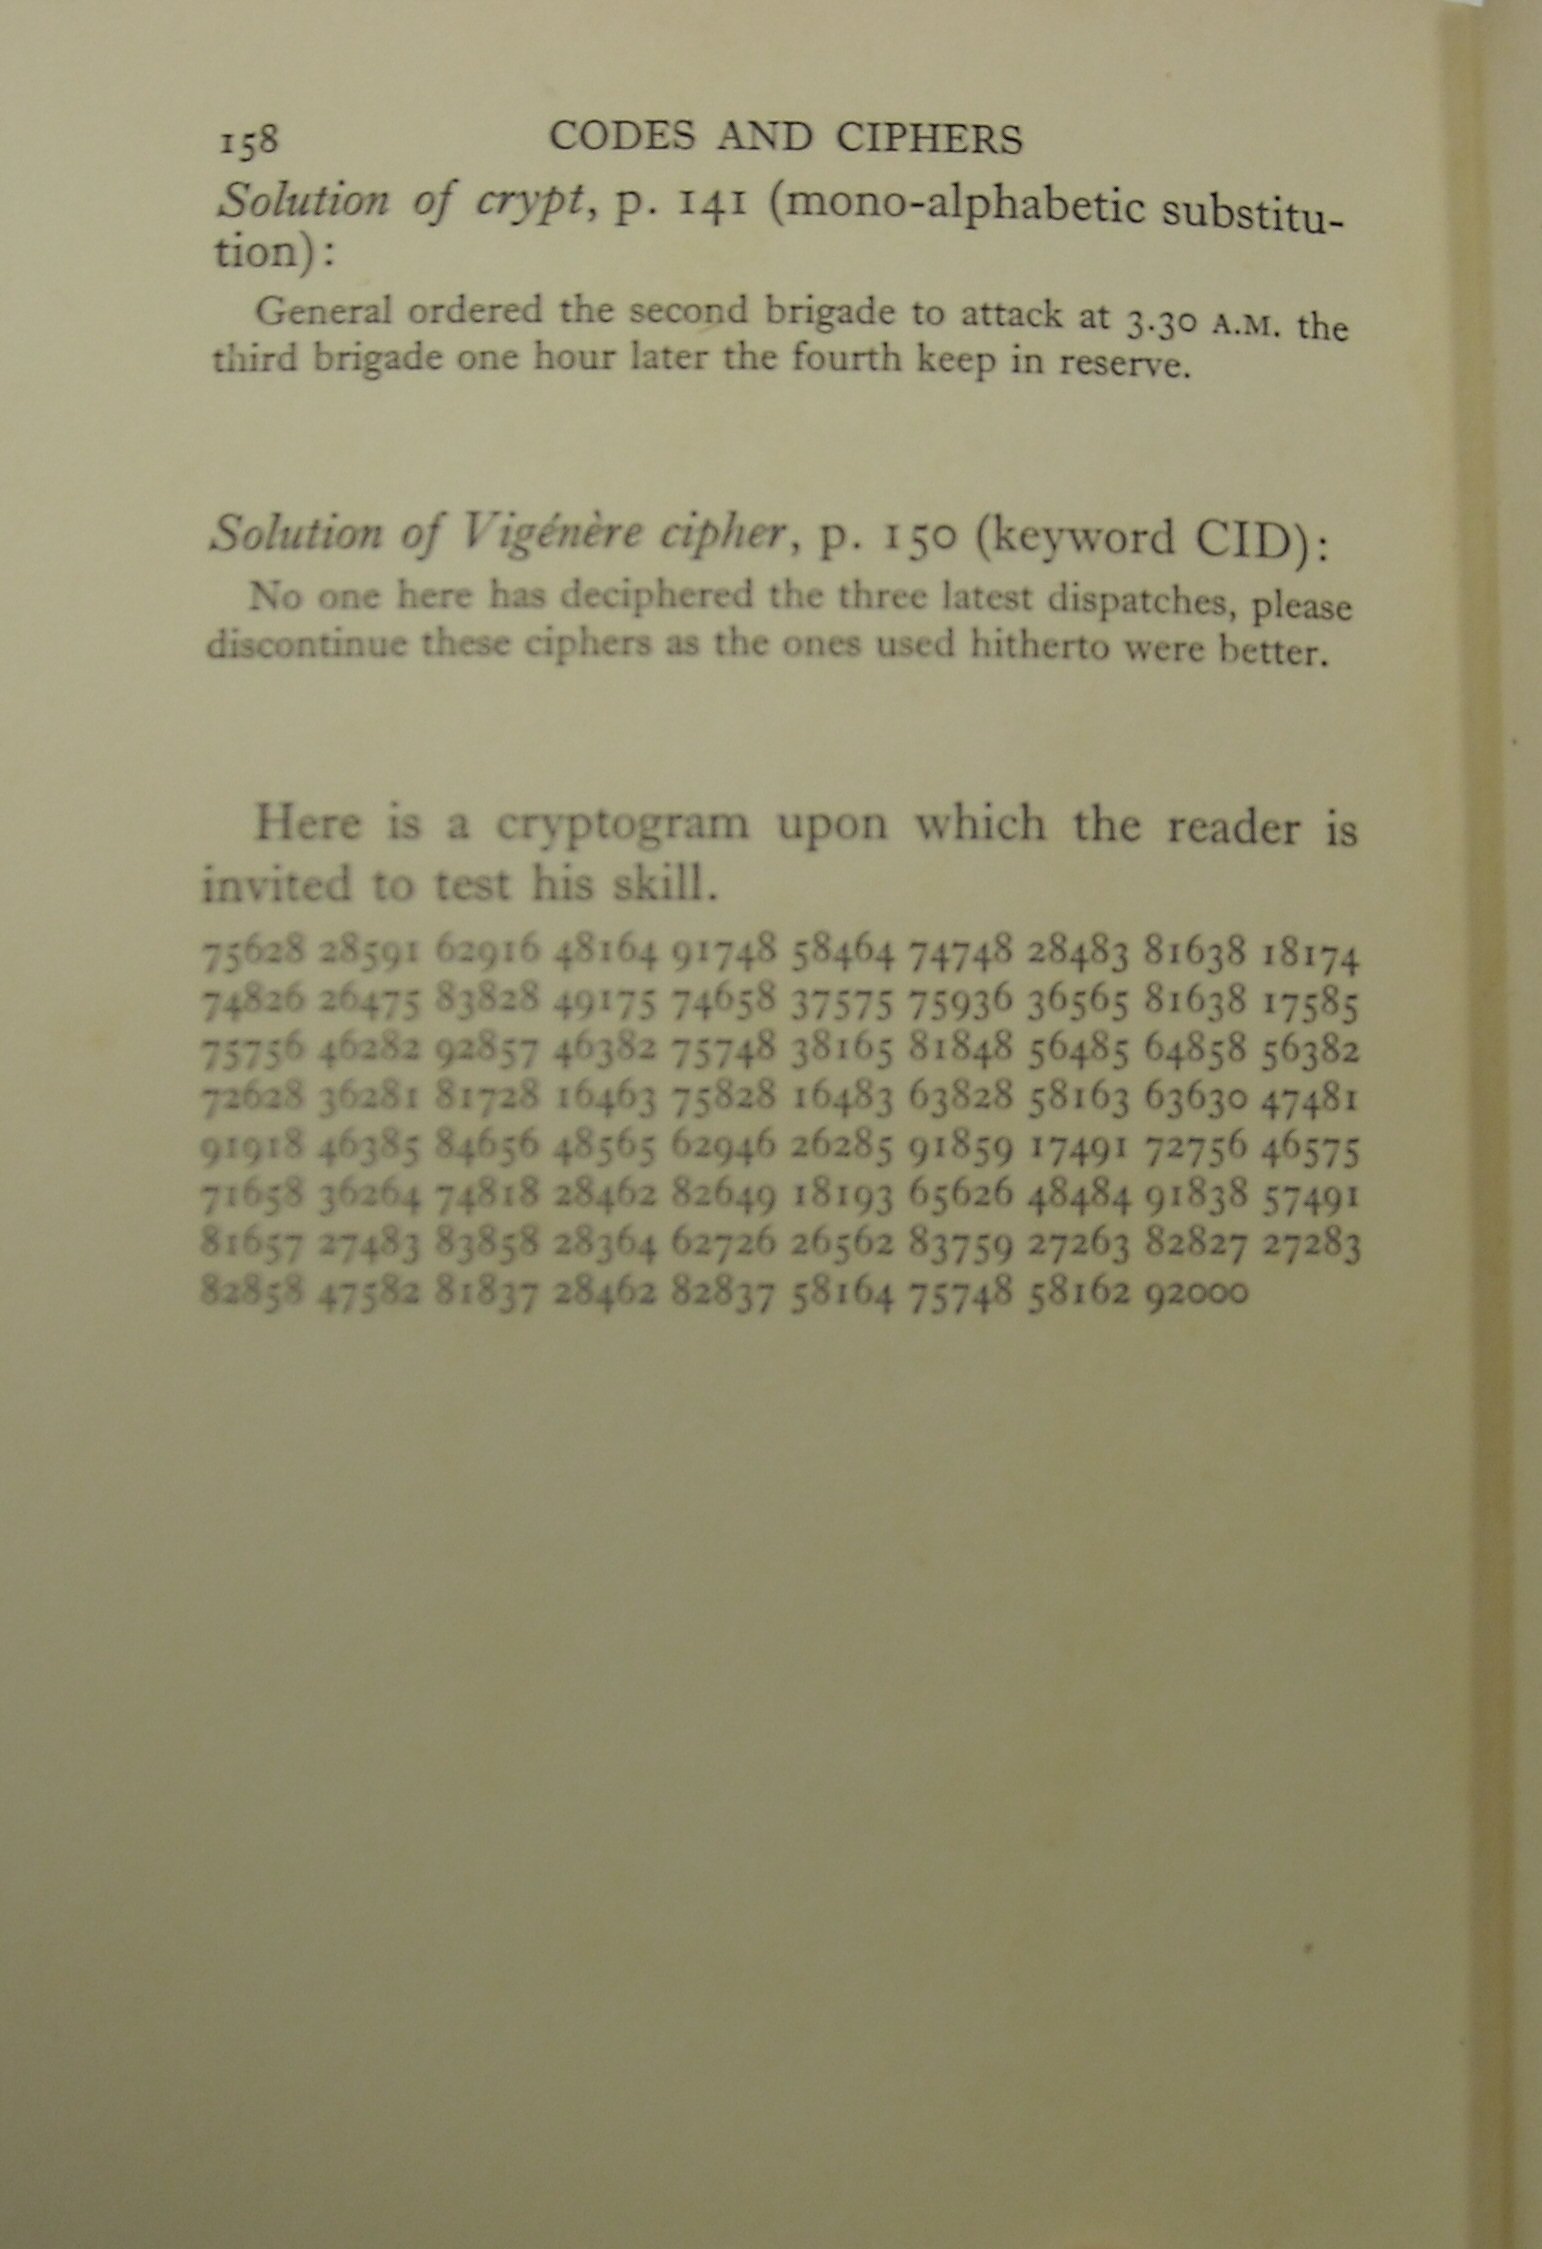 158 CODES AND CIPHERS
Solution of crypt, p. 141 (mono-alphabetic substitu-
tion):
General ordered the second brigade to attack at 3.30 A.M. the
third brigade one hour later the fourth keep in reserve.
Solution of Vigénère cipher, p. 150 (keyword CID):
No one here has deciphered the three latest dispatches, please
discontinue these ciphers as the ones used hitherto were better.
Here is a cryptogram upon which the reader is
invited to test his skill.
75628 28591 62916 48164 91748 58464 74748 28483 81638 18174
74826 26475 83828 49175 74658 37575 75936 36565 81638 17585
75756 46282 92857 46382 75748 38165 81848 56485 64858 56382
72628 36281 81728 16463 75828 16483 63828 58163 63630 47481
91918 46385 84656 48565 62946 26285 91859 17491 72756 46575
71658 36264 74818 28462 82649 18193 65626 48484 91838 57491
81657 27483 83858 28364 62726 26562 83759 27263 82827 27283
82858 47582 81837 28462 82837 58164 75748 58162 92000